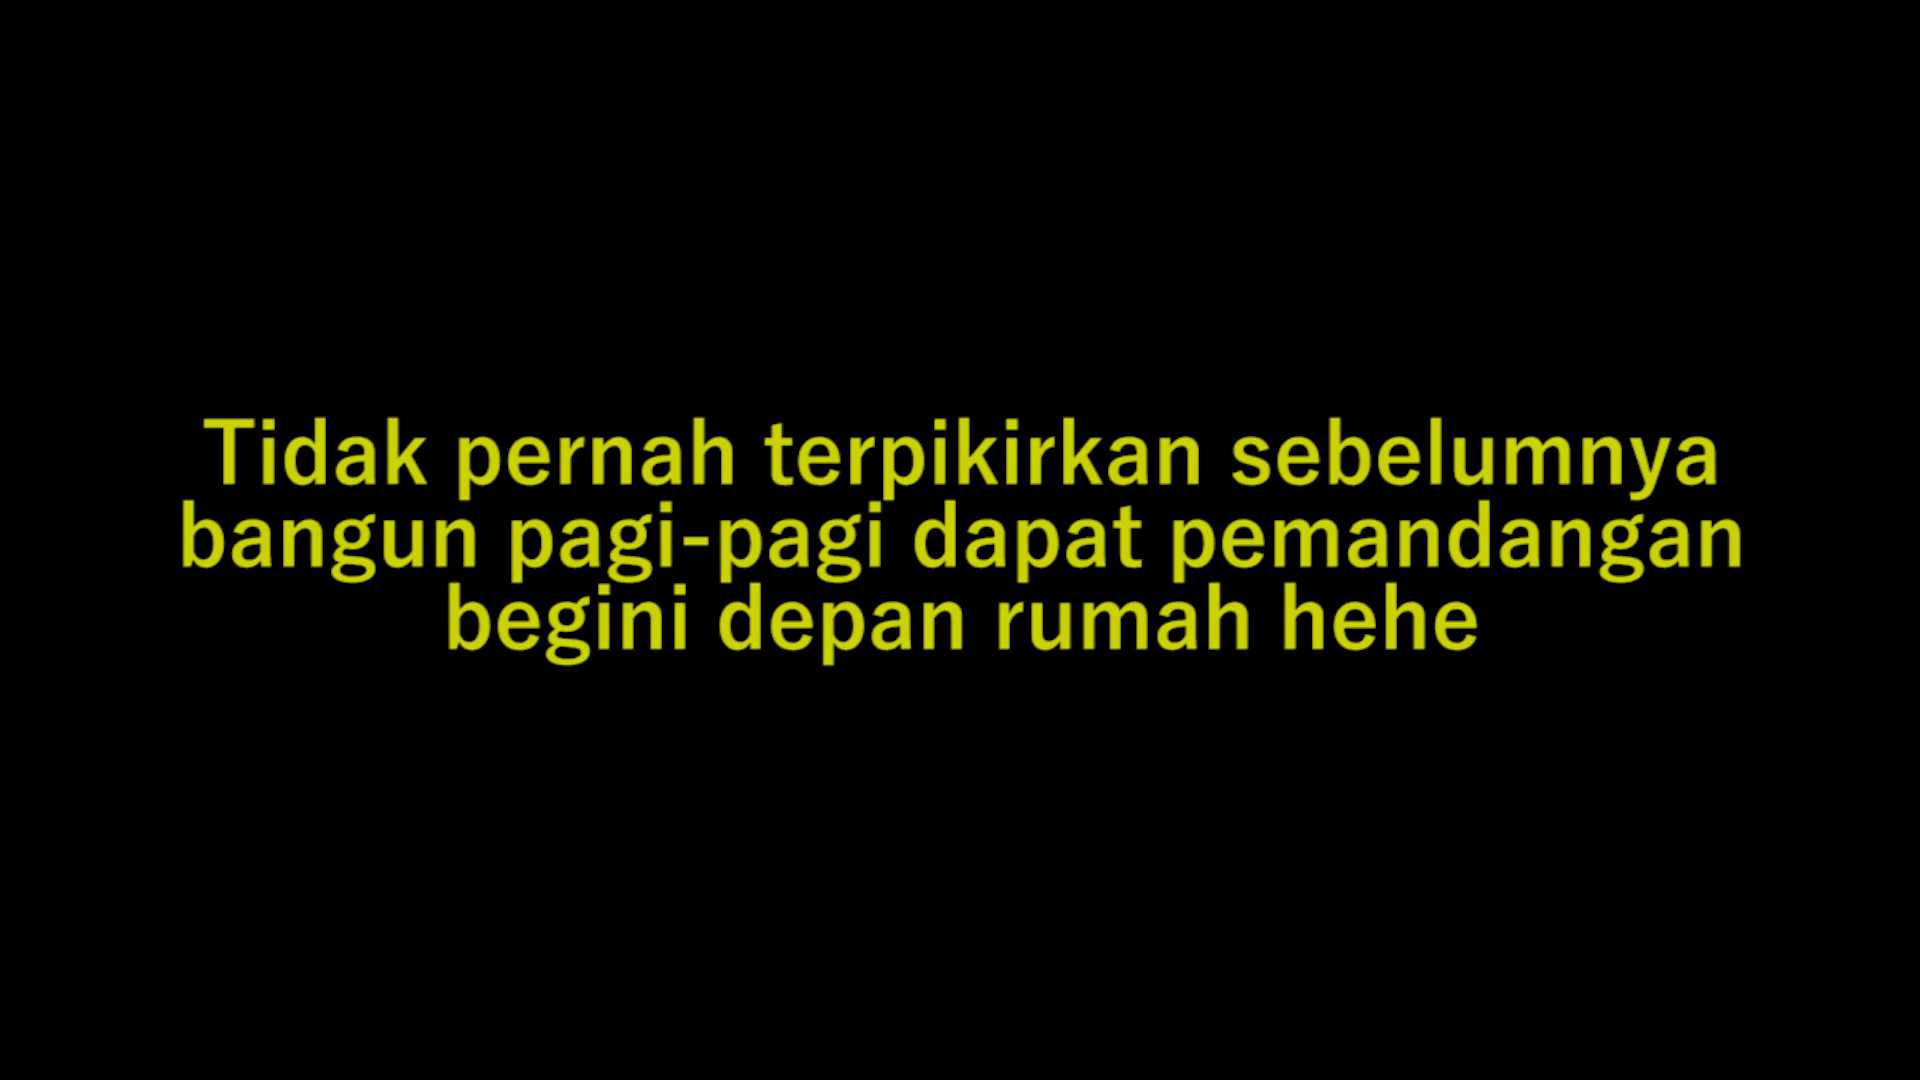 Tidak pernah terpikirkan sebelumnya
bangun pagi-pagi dapat pemandangan
begini depan rumah hehe